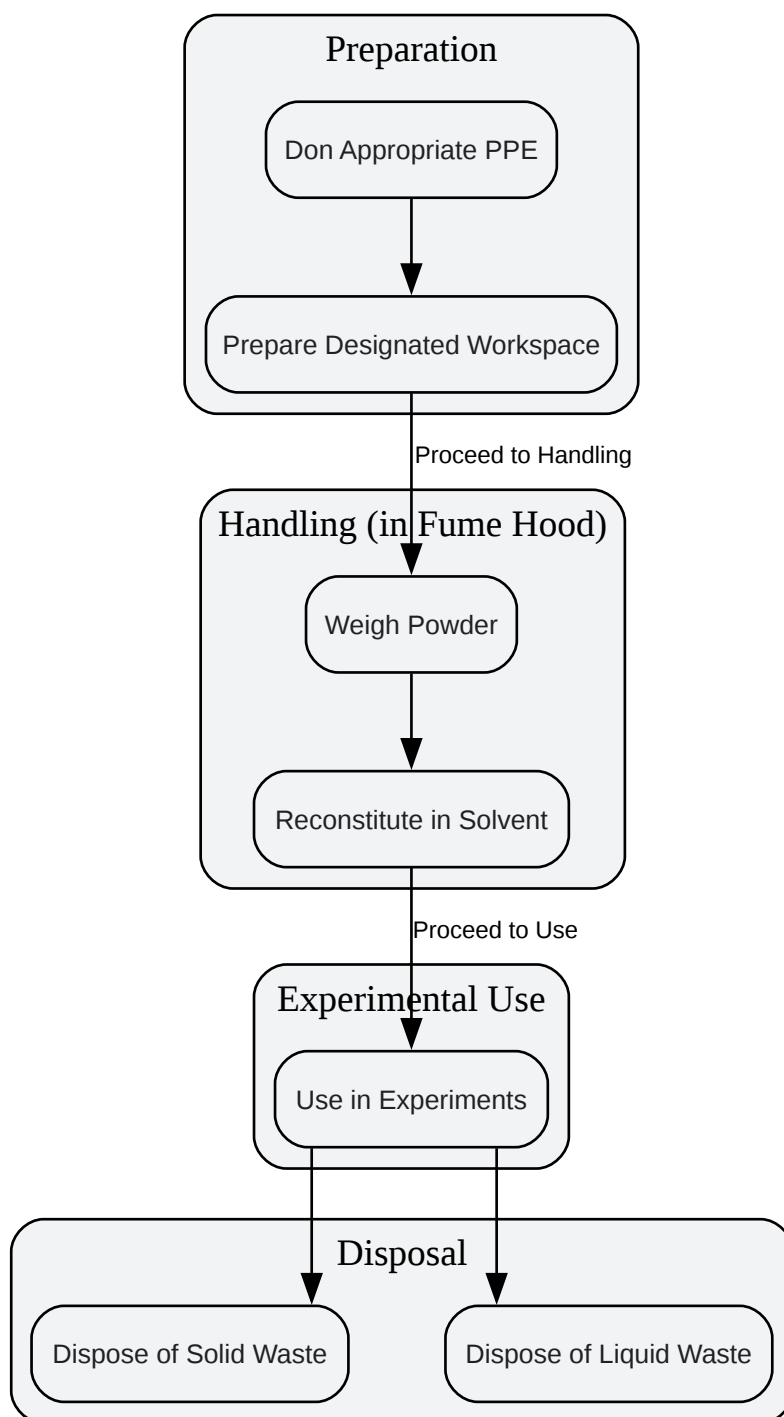 Preparation
Don Appropriate PPE
Prepare Designated Workspace
Proceed to Handling
Handling (in Fume Hood)
Weigh Powder
Reconstitute in Solvent
Proceed to Use
Experimental Use
Use in Experiments
Disposal
Dispose of Solid Waste
Dispose of Liquid Waste